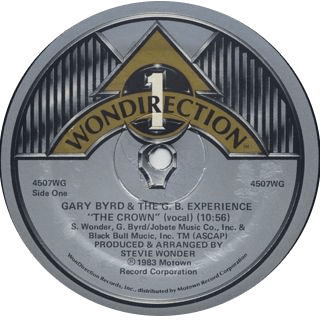 WONDIRECTION
1
TM
4507WG
Side One
4507WG
GARY BYRD & THE G. B. EXPERIENCE
"THE CROWN" (vocal) (10:56)
S. Wonder, G. Byrd/Jobete Music Co., Inc. &
Black Bull Music, Inc. TM (ASCAP)
PRODUCED & ARRANGED BY
STEVIE WONDER
℗1983 Motown
Record Corporation
WonDirection Records, Inc., distributed by Motown Record Corporation